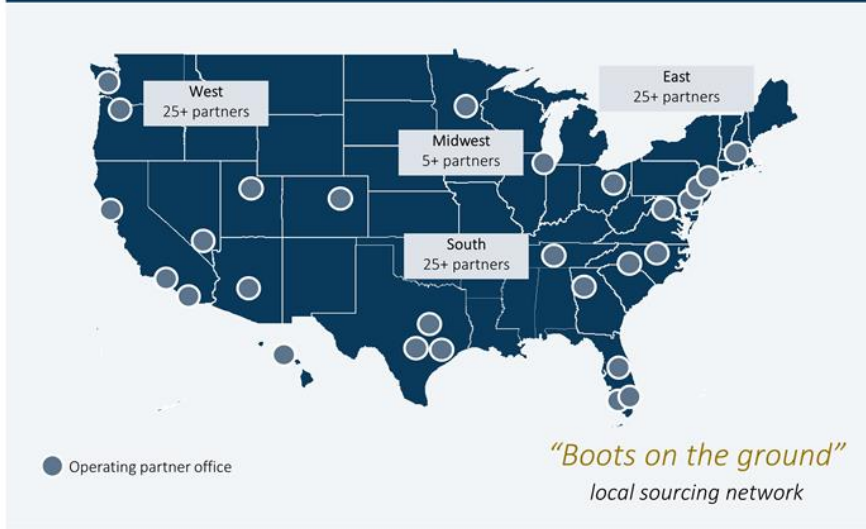 West
25+ partners
East
25+ partners
Midwest
5+ partners
South
25+ partners
Operating partner office
“Boots on the ground”
local sourcing network